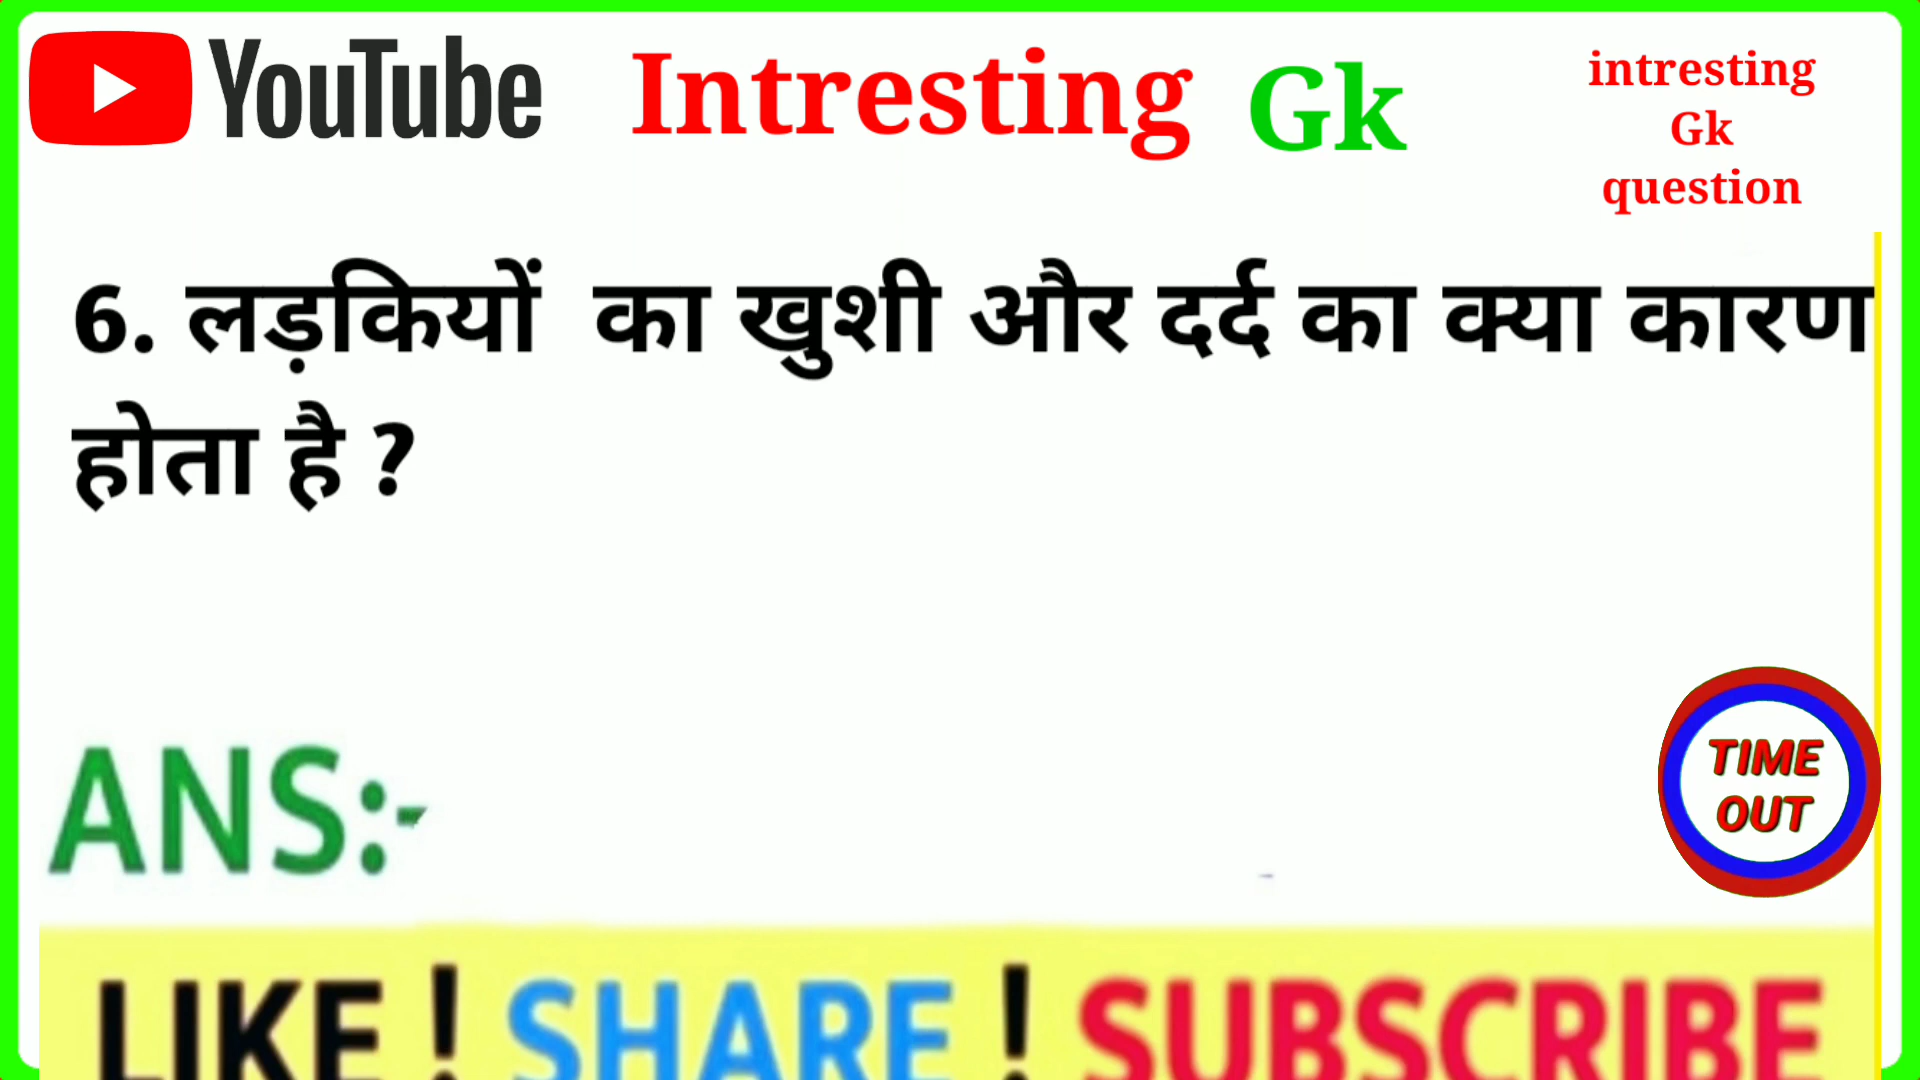 YouTube Intresting Gk
intresting
Gk
question
6. लड़कियों का खुशी और दर्द का क्या कारण
होता है ?
ANS:-
TIME
OUT
LIKE ! SHARE ! SUBSCRIBE